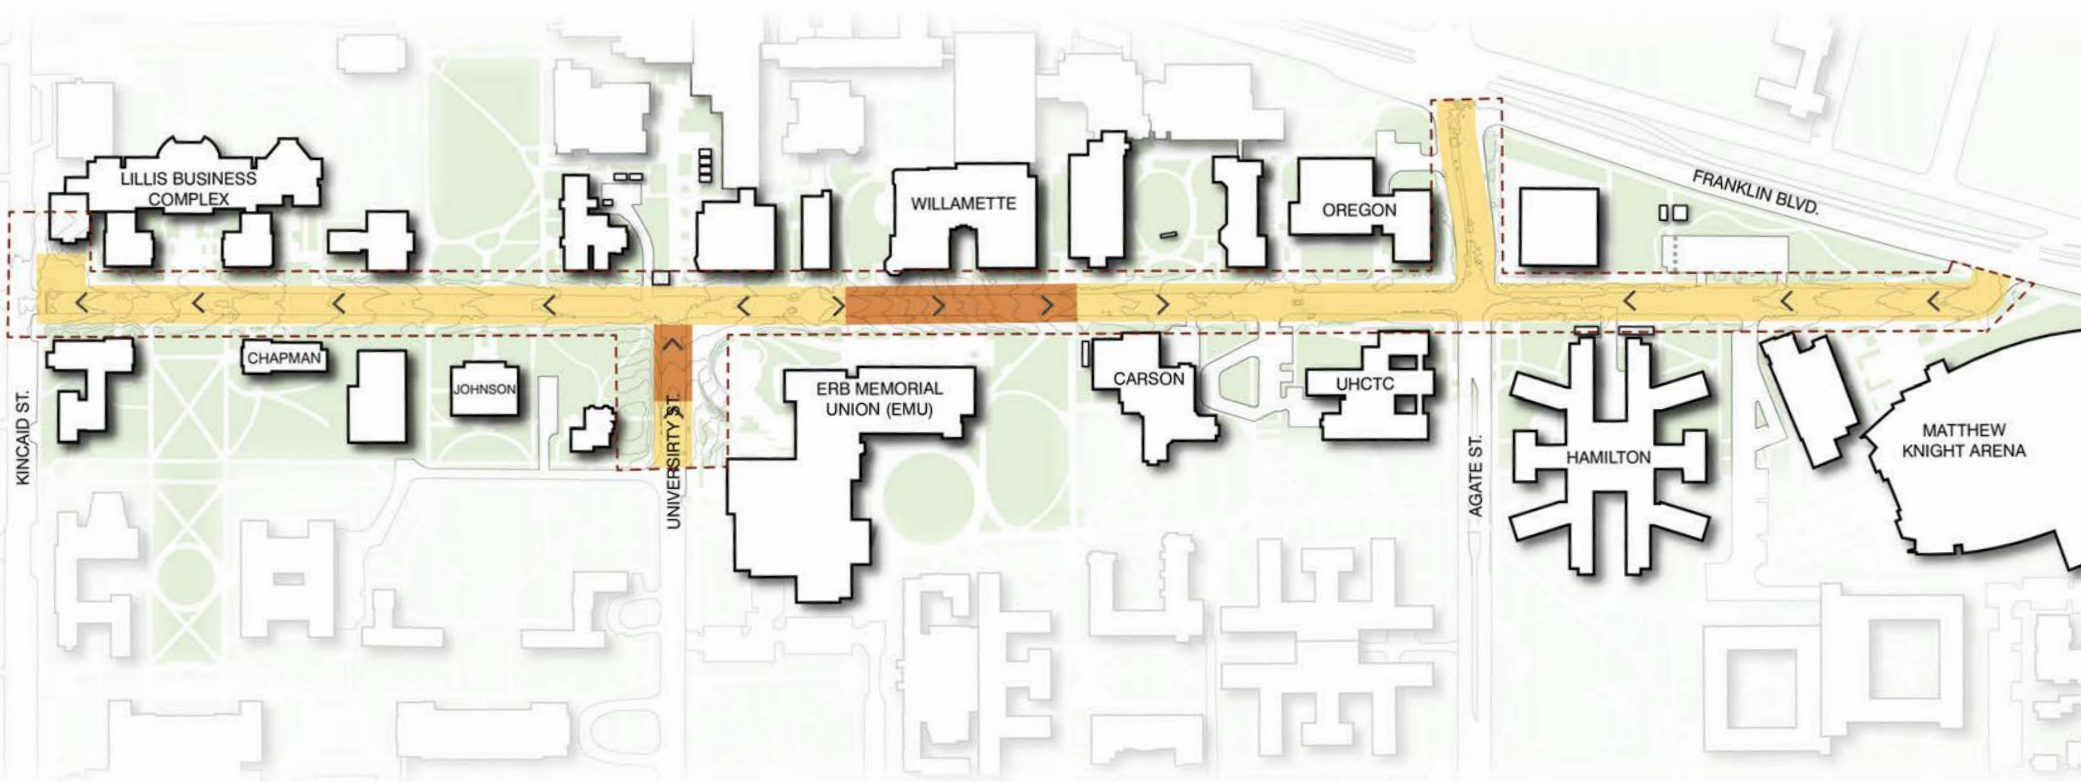 LILLIS BUSINESS
COMPLEX
WILLAMETTE
OREGON
FRANKLIN BLVD.
CHAPMAN
JOHNSON
ERB MEMORIAL
UNION (EMU)
CARSON
UHCTC
HAMILTON
MATTHEW
KNIGHT ARENA
KINCAID ST.
UNIVERSIRTY ST.
AGATE ST.